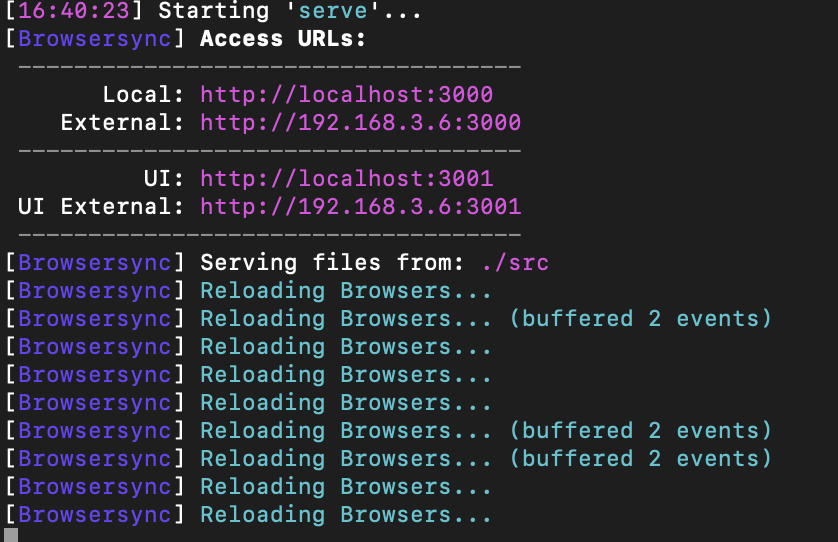 [16:40:23] Starting 'serve'...
[Browsersync] Access URLs:
------------------------------------
Local: http://localhost:3000
External: http://192.168.3.6:3000
------------------------------------
UI: http://localhost:3001
UI External: http://192.168.3.6:3001
------------------------------------
[Browsersync] Serving files from: ./src
[Browsersync] Reloading Browsers...
[Browsersync] Reloading Browsers... (buffered 2 events)
[Browsersync] Reloading Browsers...
[Browsersync] Reloading Browsers...
[Browsersync] Reloading Browsers...
[Browsersync] Reloading Browsers... (buffered 2 events)
[Browsersync] Reloading Browsers... (buffered 2 events)
[Browsersync] Reloading Browsers...
[Browsersync] Reloading Browsers...